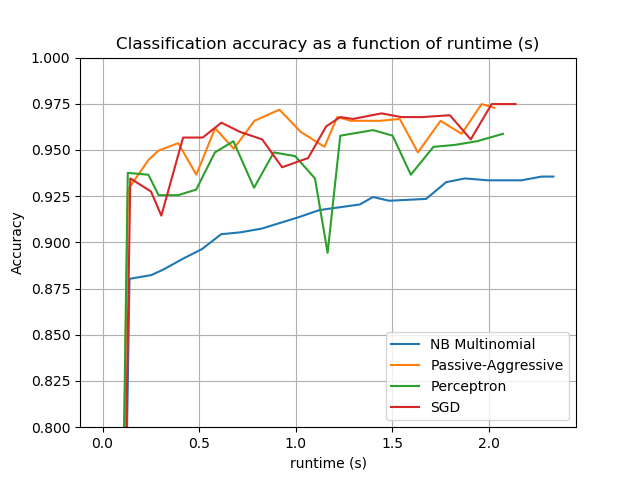 Classification accuracy as a function of runtime (s)
1.000
0.975
0.950
0.925
0.900
0.875
0.850
0.825
0.800
Accuracy
0.0 0.5 1.0 1.5 2.0
runtime (s)
NB Multinomial
Passive-Aggressive
Perceptron
SGD